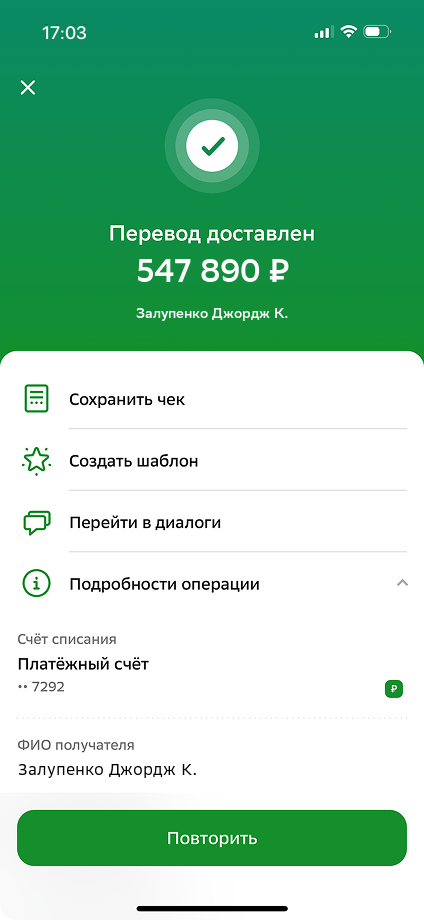 17:03
Перевод доставлен
547 890 ₽
Залупенко Джордж К.
Сохранить чек
Создать шаблон
Перейти в диалоги
Подробности операции
Счёт списания
Платёжный счёт
•• 7292
₽
ФИО получателя
Залупенко Джордж К.
Повторить